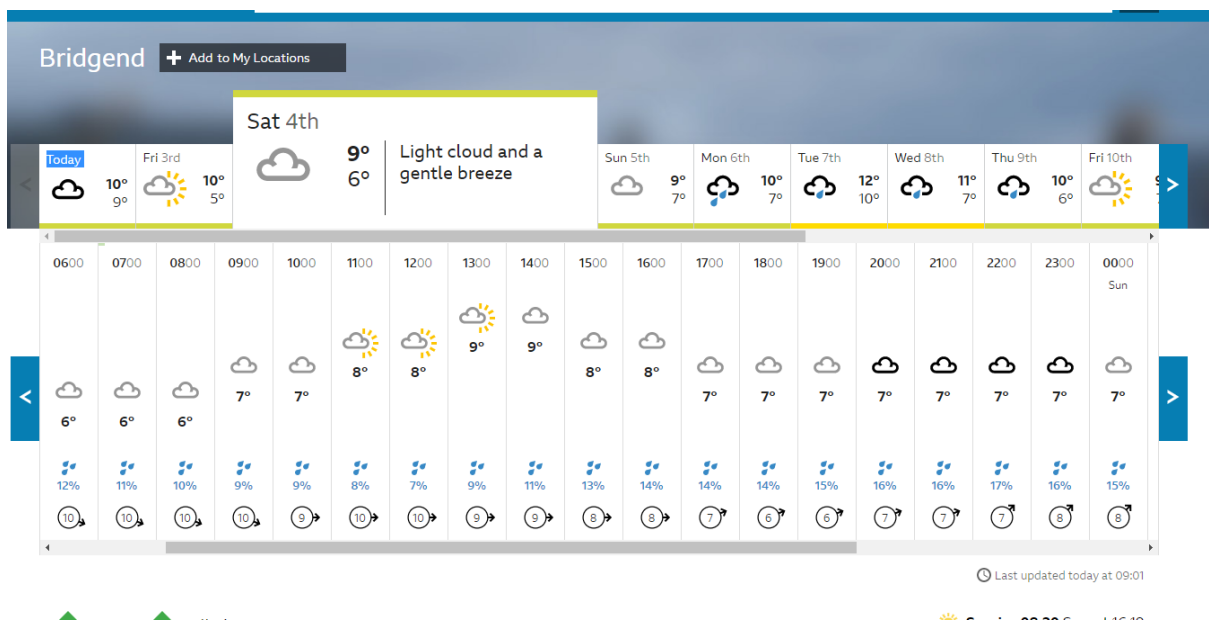 Bridgend
Add to My Locations
Sat 4th
9° 6° Light cloud and a gentle breeze
Today 10° 9°
Fri 3rd 10° 5°
Sun 5th 9° 7°
Mon 6th 10° 7°
Tue 7th 12° 10°
Wed 8th 11° 7°
Thu 9th 10° 6°
Fri 10th
0600 0700 0800 0900 1000 1100 1200 1300 1400 1500 1600 1700 1800 1900 2000 2100 2200 2300 0000
Sun
6° 6° 6° 7° 7° 8° 8° 9° 9° 8° 8° 7° 7° 7° 7° 7° 7° 7° 7°
12% 11% 10% 9% 9% 8% 7% 9% 11% 13% 14% 14% 14% 15% 16% 16% 17% 16% 15%
10 10 10 10 9 10 10 9 9 8 8 7 6 6 7 7 7 8 8
Last updated today at 09:01